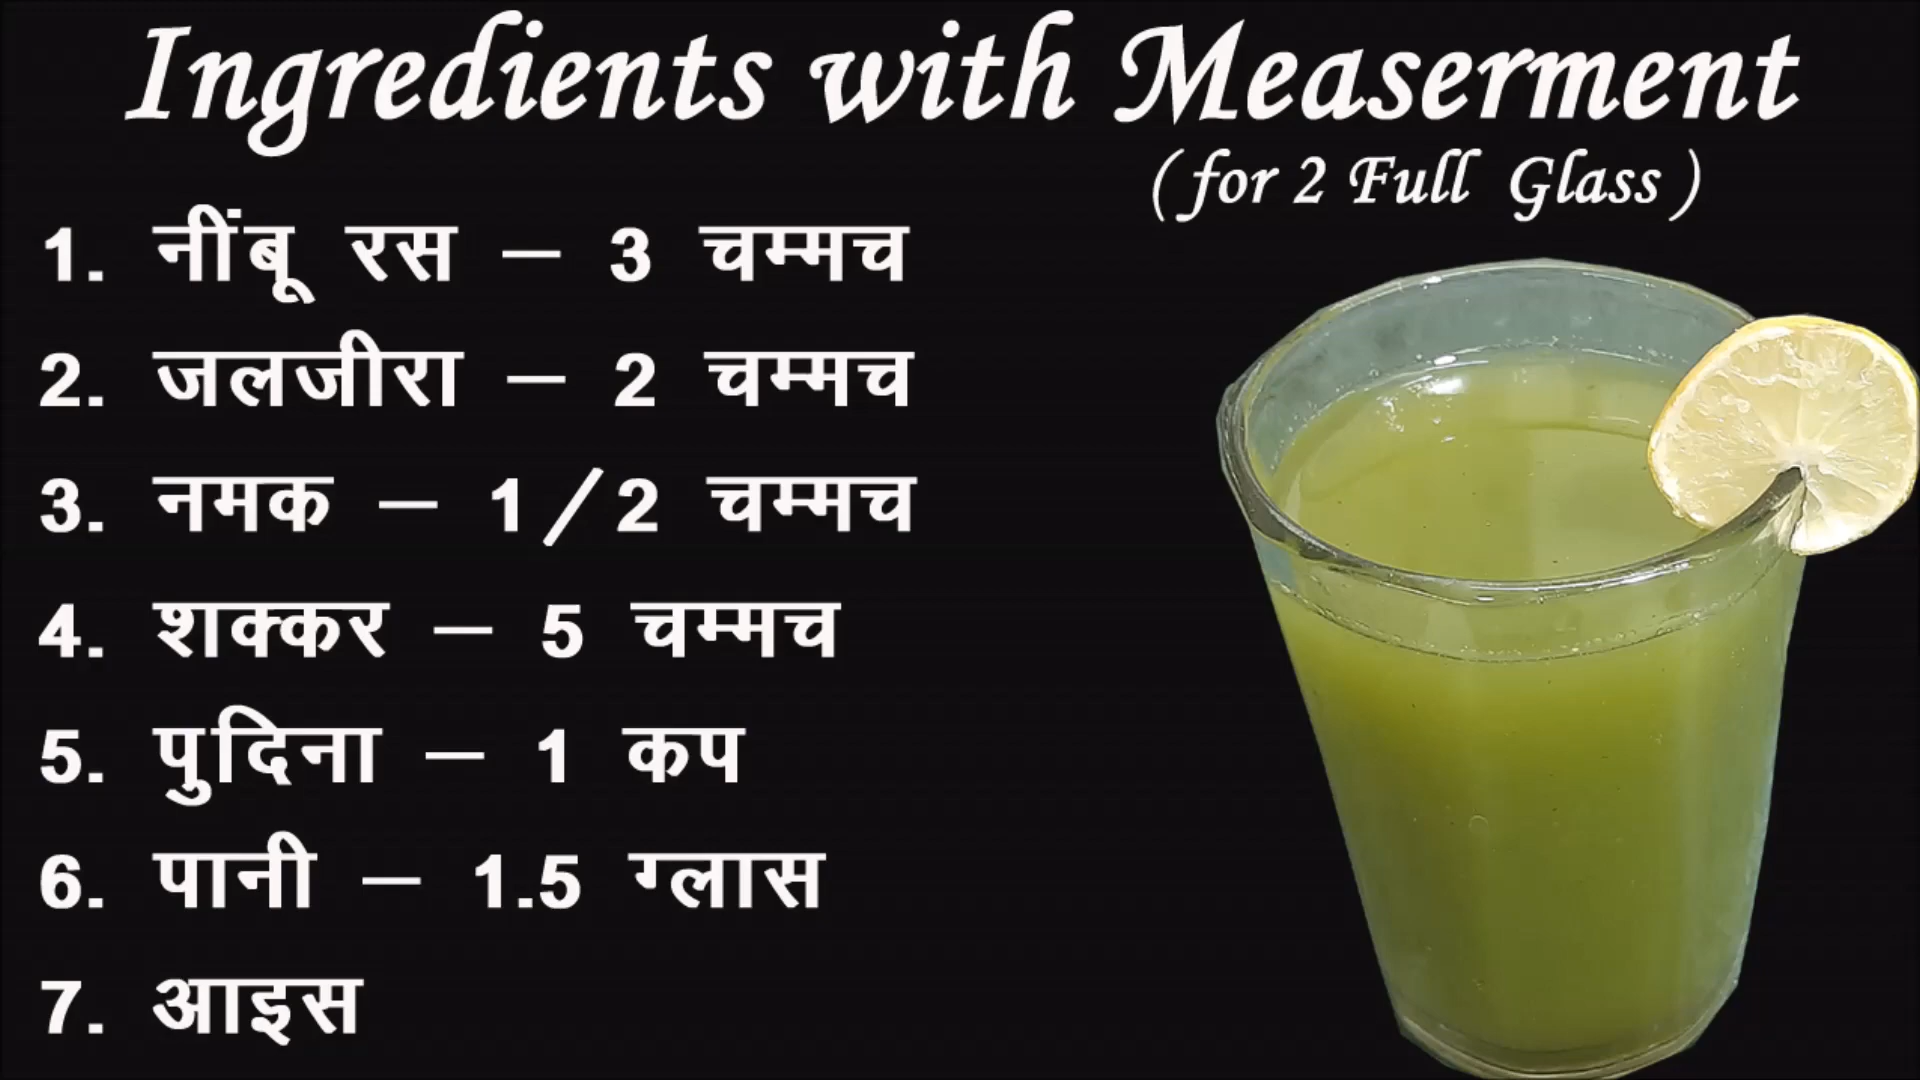 Ingredients with Measerment
( for 2 Full Glass )
1. नींबू रस – 3 चम्मच
2. जलजीरा – 2 चम्मच
3. नमक – 1/2 चम्मच
4. शक्कर – 5 चम्मच
5. पुदिना – 1 कप
6. पानी – 1.5 ग्लास
7. आइस